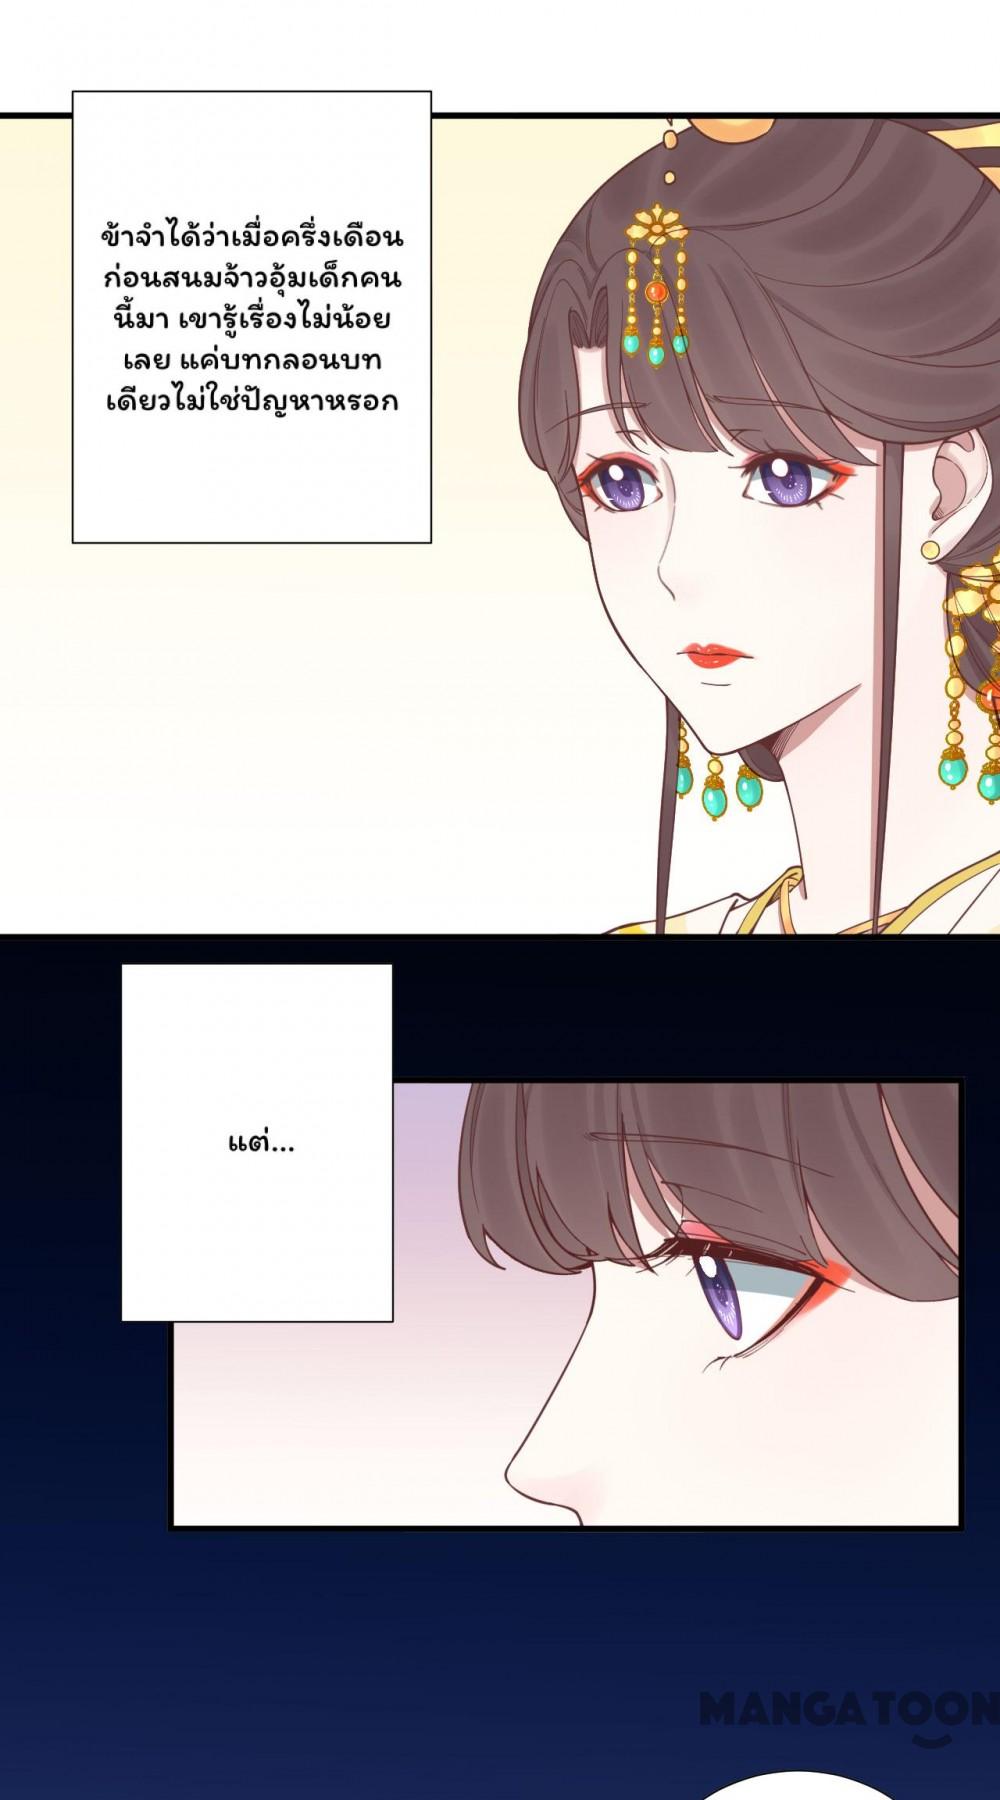 ข้าจำได้ว่าเมื่อครึ่งเดือน
ก่อนสนมจ้าวอุ้มเด็กคน
นี้มา เขารู้เรื่องไม่น้อย
เลย แค่บทกลอนบท
เดียวไม่ใช่ปัญหาหรอก
แต่...
MANGATOON